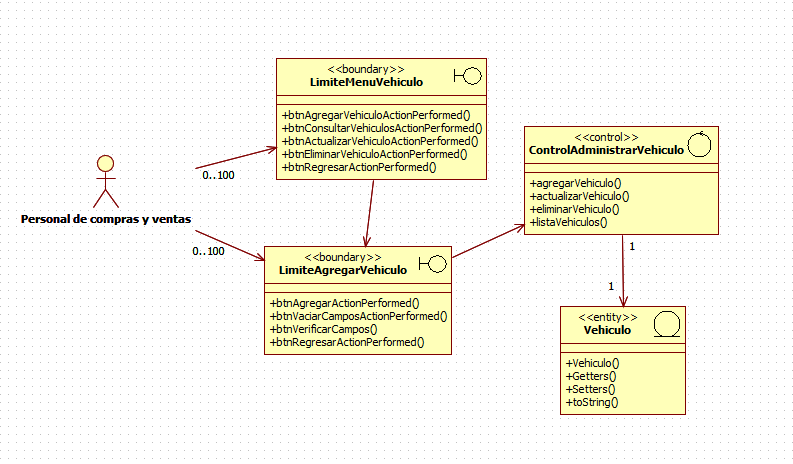 <<boundary>>
LimiteMenuVehiculo
+btnAgregarVehiculoActionPerformed()
+btnConsultarVehiculosActionPerformed()
+btnActualizarVehiculoActionPerformed()
+btnEliminarVehiculoActionPerformed()
+btnRegresarActionPerformed()
0..100
Personal de compras y ventas
0..100
<<boundary>>
LimiteAgregarVehiculo
+btnAgregarActionPerformed()
+btnVaciarCamposActionPerformed()
+btnVerificarCampos()
+btnRegresarActionPerformed()
<<control>>
ControlAdministrarVehiculo
+agregarVehiculo()
+actualizarVehiculo()
+eliminarVehiculo()
+listaVehiculos()
1
1
<<entity>>
Vehiculo
+Vehiculo()
+Getters()
+Setters()
+toString()